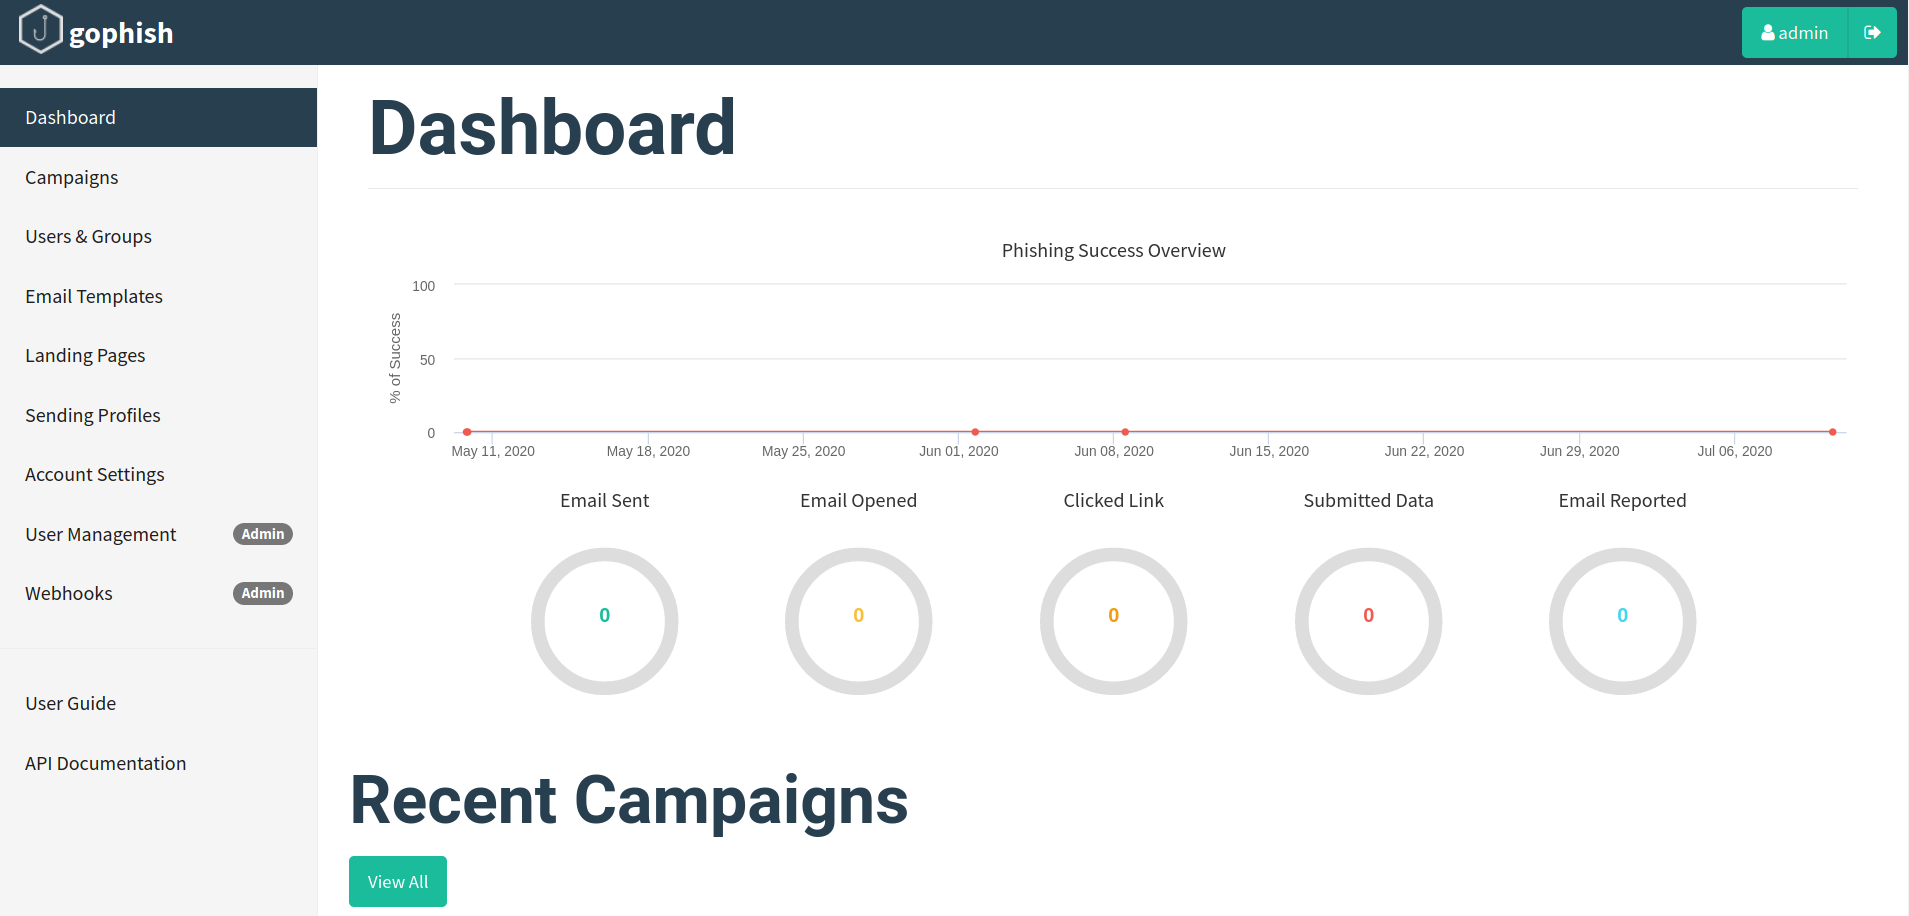 gophish
admin
Dashboard
Campaigns
Users & Groups
Email Templates
Landing Pages
Sending Profiles
Account Settings
User Management Admin
Webhooks Admin
User Guide
API Documentation
Dashboard
Phishing Success Overview
% of Success
100
50
0
May 11, 2020 May 18, 2020 May 25, 2020 Jun 01, 2020 Jun 08, 2020 Jun 15, 2020 Jun 22, 2020 Jun 29, 2020 Jul 06, 2020
Email Sent Email Opened Clicked Link Submitted Data Email Reported
0 0 0 0 0
Recent Campaigns
View All